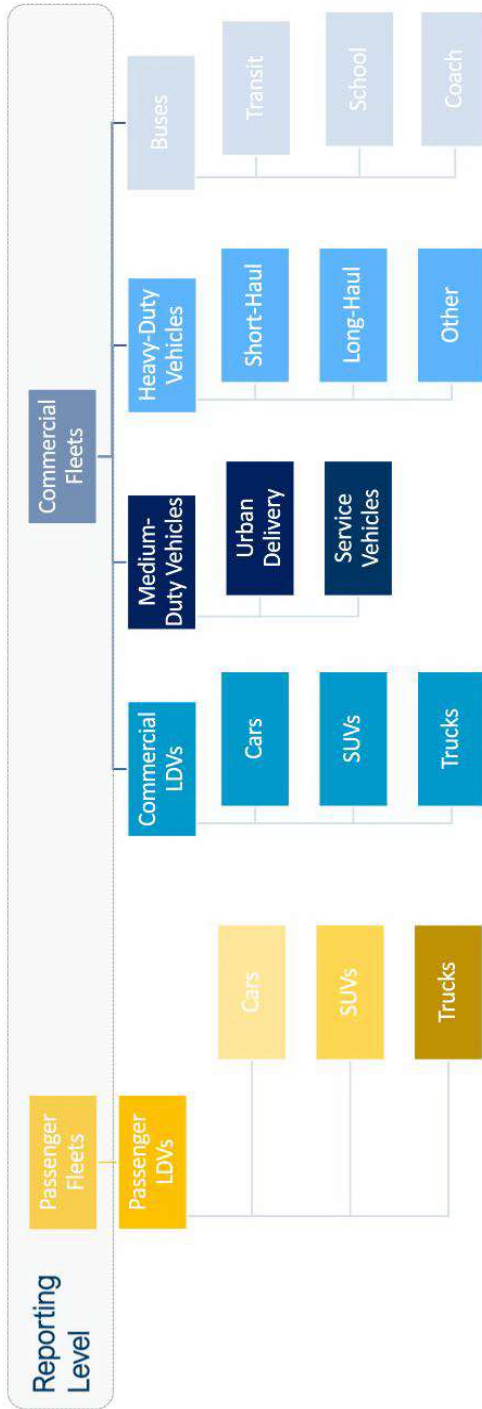 Reporting
Level
Passenger
Fleets
Commercial
Fleets
Passenger
LDVs
Commercial
LDVs
Medium-
Duty Vehicles
Heavy-Duty
Vehicles
Buses
Cars
SUVs
Trucks
Cars
SUVs
Trucks
Urban
Delivery
Service
Vehicles
Short-Haul
Long-Haul
Other
Transit
School
Coach